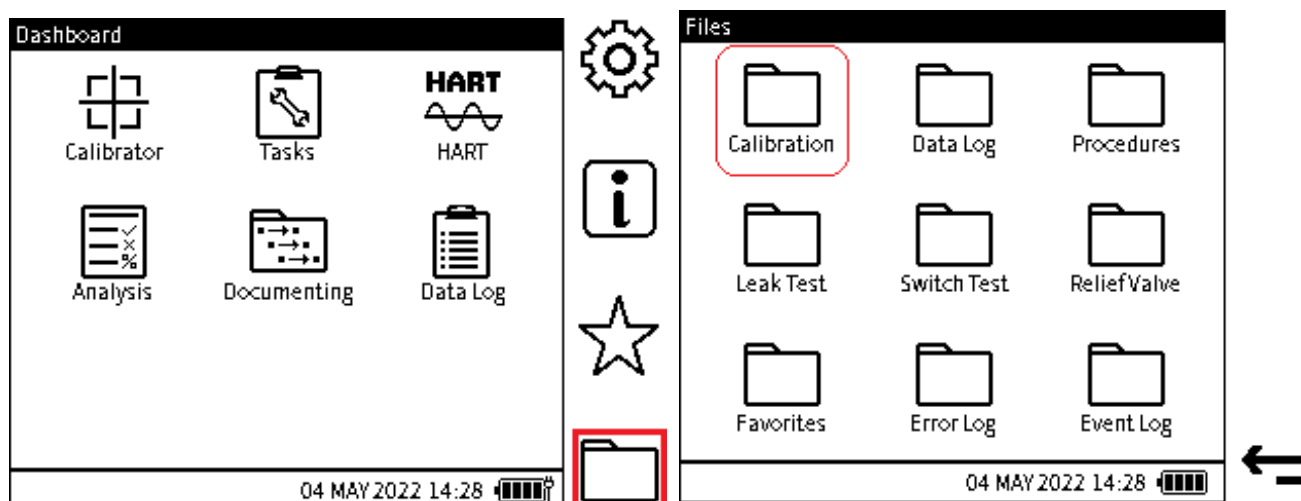 Dashboard
HART
Calibrator Tasks HART
Analysis Documenting Data Log
04 MAY 2022 14:28
i
Files
Calibration Data Log Procedures
Leak Test Switch Test Relief Valve
Favorites Error Log Event Log
04 MAY 2022 14:28